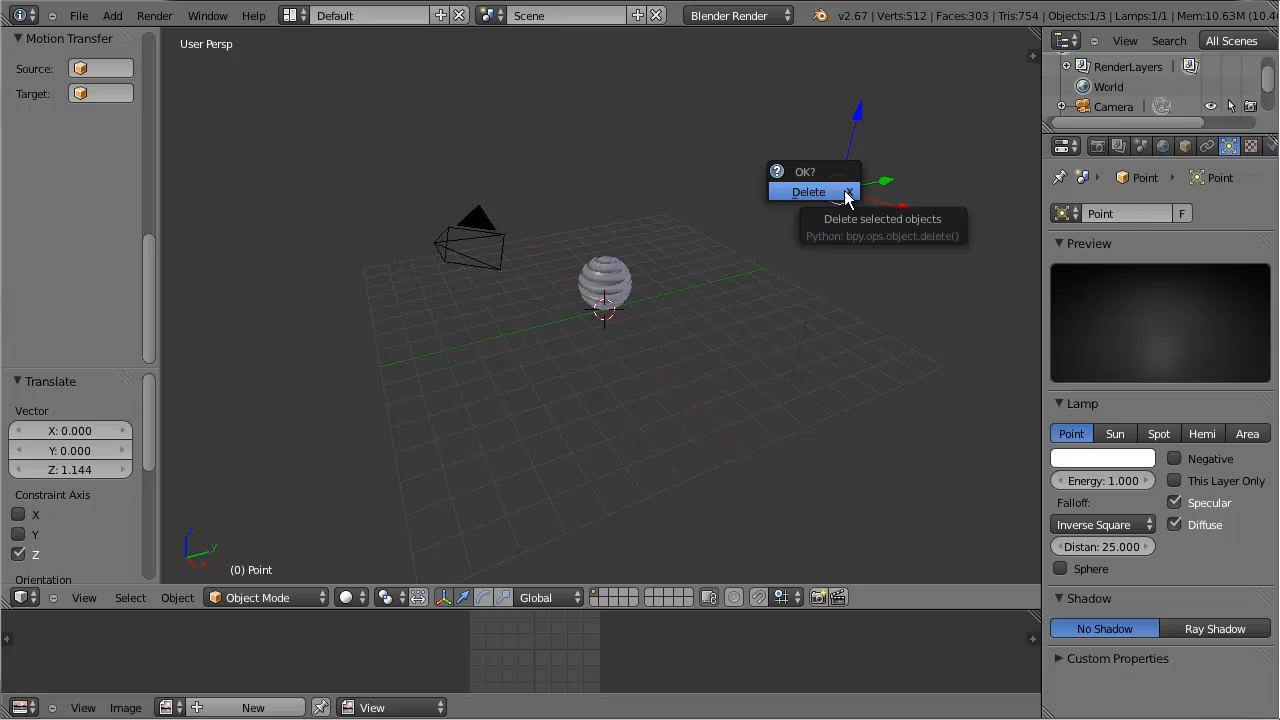 File Add Render Window Help Default Scene Blender Render v2.67 | Verts:512 | Faces:303 | Tris:754 | Objects:1/3 | Lamps:1/1 | Mem:10.63M (10.4
Motion Transfer
Source:
Target:
User Persp
View Search All Scenes
RenderLayers
World
Camera
OK?
Delete X
Delete selected objects
Python: bpy.ops.object.delete()
Point Point
Point F
Preview
Translate
Vector
X: 0.000
Y: 0.000
Z: 1.144
Constraint Axis
X
Y
Z
Orientation
z
y
x
(0) Point
Lamp
Point Sun Spot Hemi Area
Negative
Energy: 1.000 This Layer Only
Falloff: Specular
Inverse Square Diffuse
Distan: 25.000
Sphere
Shadow
No Shadow Ray Shadow
Custom Properties
View Select Object Object Mode Global
View Image New View